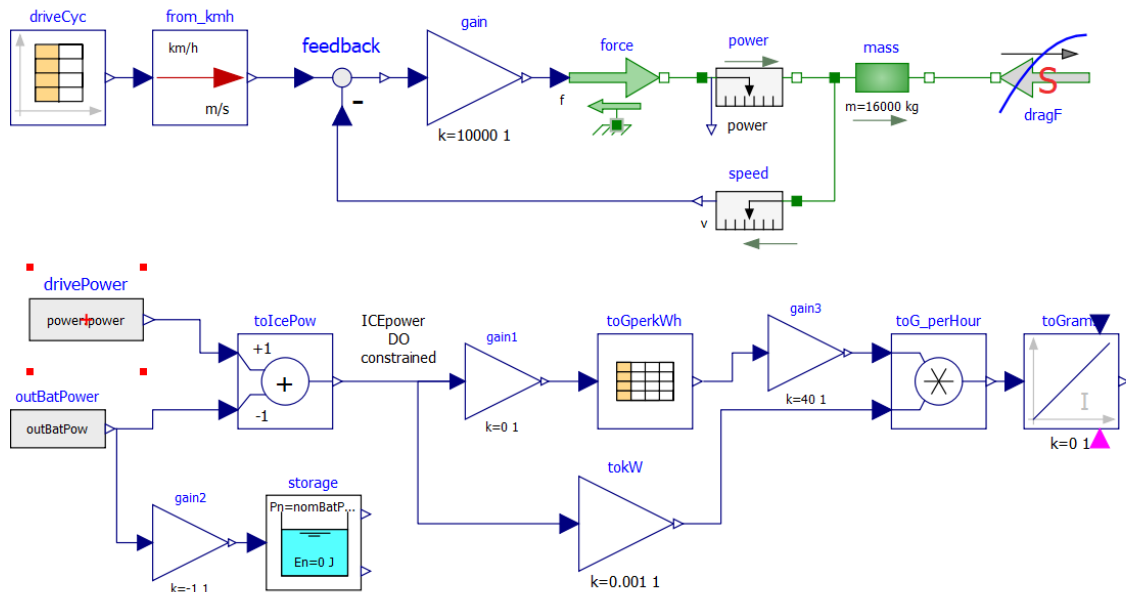 driveCyc
from_kmh
km/h
m/s
feedback
-
gain
k=10000 1
f
force
power
power
mass
m=16000 kg
S
dragF
speed
v
drivePower
power.power
toIcePow
+1
+
-1
ICEpower
DO
constrained
gain1
k=0 1
toGperkWh
gain3
k=40 1
toG_perHour
toGrams
I
k=0 1
outBatPower
outBatPow
gain2
k=-1 1
storage
Pn=nomBatP...
En=0 J
tokW
k=0.001 1